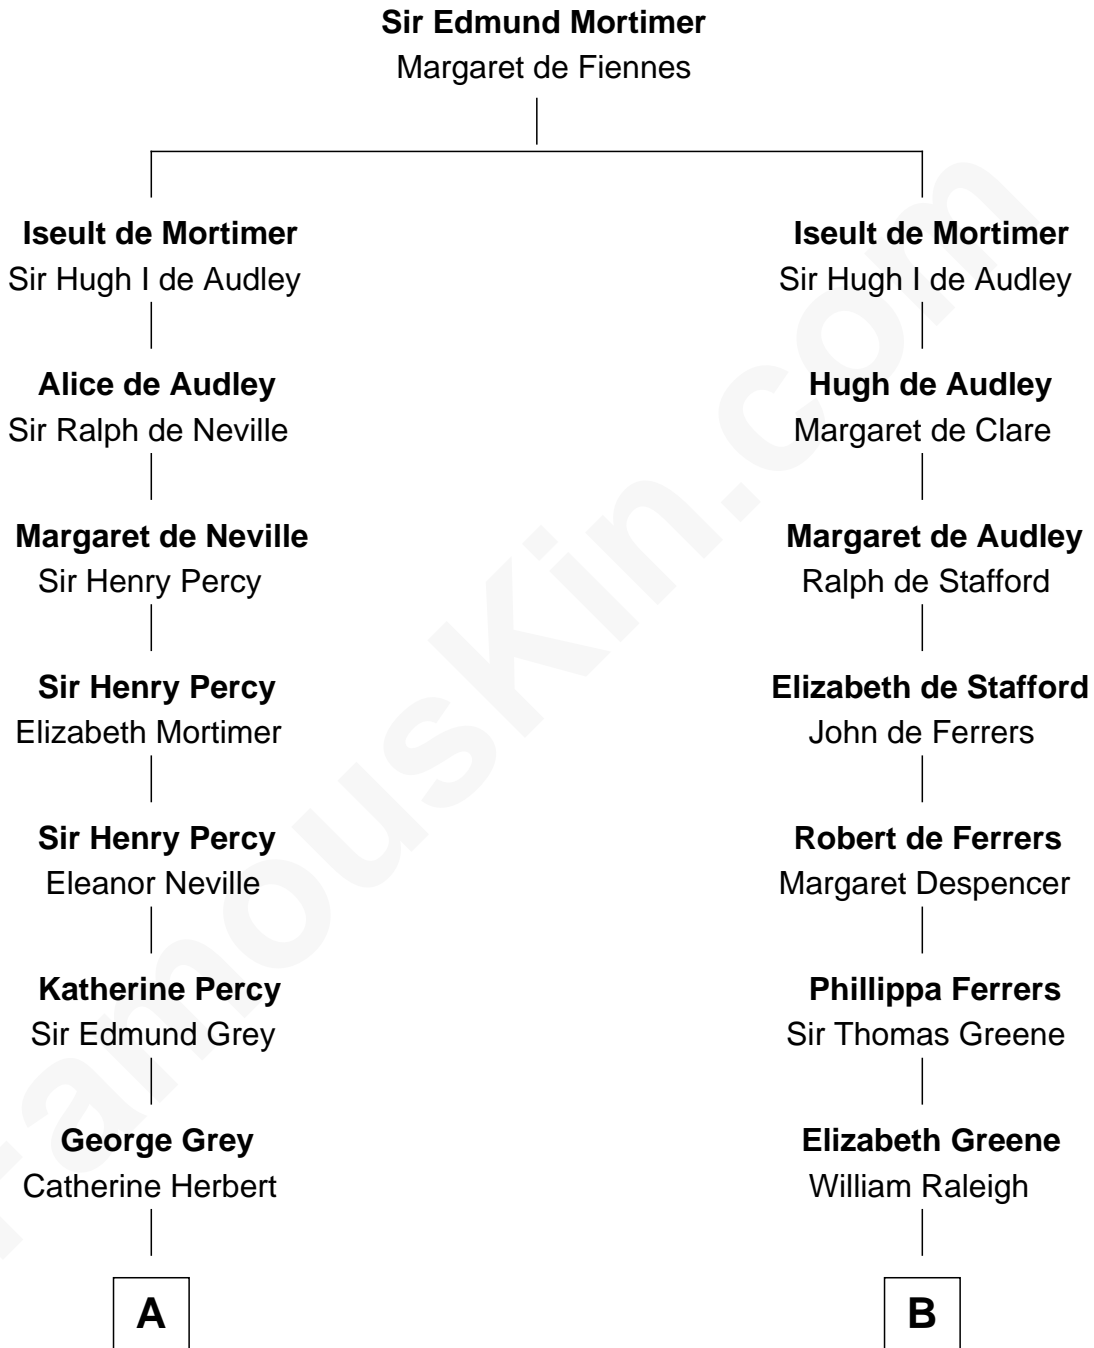 Sir Edmund Mortimer
Margaret de Fiennes
Iseult de Mortimer
Sir Hugh I de Audley
Alice de Audley
Sir Ralph de Neville
Margaret de Neville
Sir Henry Percy
Sir Henry Percy
Elizabeth Mortimer
Sir Henry Percy
Eleanor Neville
Katherine Percy
Sir Edmund Grey
George Grey
Catherine Herbert
A
Iseult de Mortimer
Sir Hugh I de Audley
Hugh de Audley
Margaret de Clare
Margaret de Audley
Ralph de Stafford
Elizabeth de Stafford
John de Ferrers
Robert de Ferrers
Margaret Despencer
Phillippa Ferrers
Sir Thomas Greene
Elizabeth Greene
William Raleigh
B
FamousKin.com